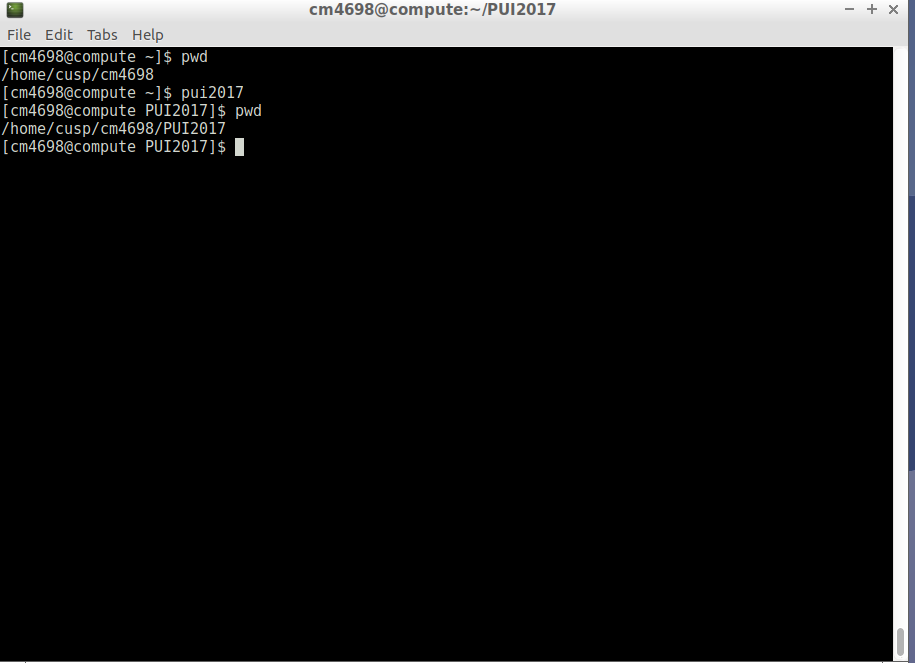 cm4698@compute:~/PUI2017
File Edit Tabs Help
[cm4698@compute ~]$ pwd
/home/cusp/cm4698
[cm4698@compute ~]$ pui2017
[cm4698@compute PUI2017]$ pwd
/home/cusp/cm4698/PUI2017
[cm4698@compute PUI2017]$